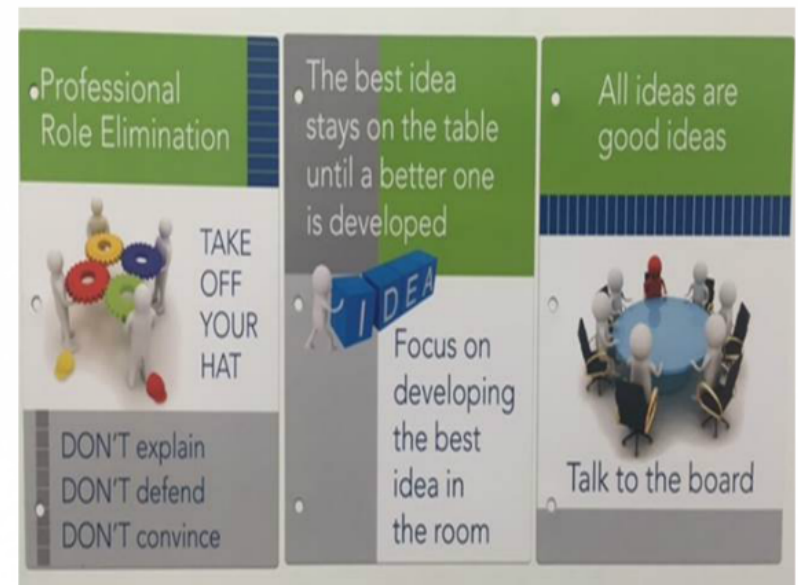 Professional
Role Elimination
TAKE
OFF
YOUR
HAT
DON'T explain
DON'T defend
DON'T convince
The best idea
stays on the table
until a better one
is developed
IDEA
Focus on
developing
the best
idea in
the room
All ideas are
good ideas
Talk to the board